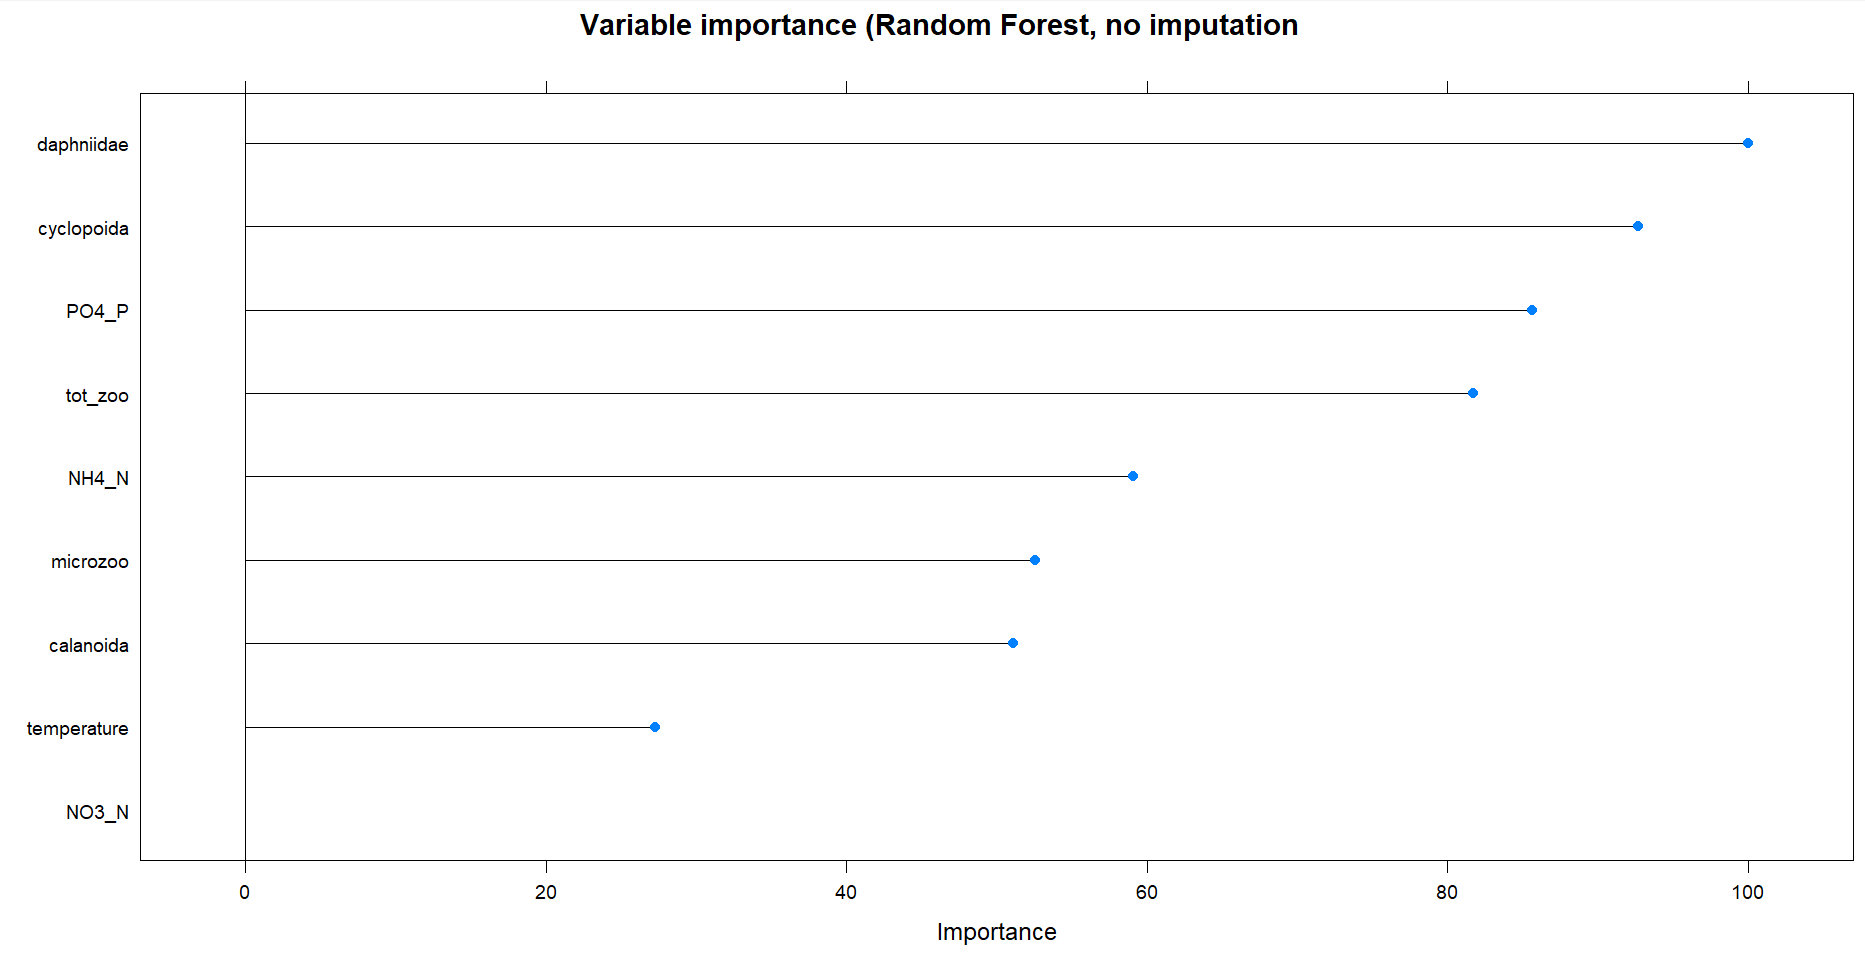 Variable importance (Random Forest, no imputation
daphniidae
cyclopoida
PO4_P
tot_zoo
NH4_N
microzoo
calanoida
temperature
NO3_N
0 20 40 60 80 100
Importance